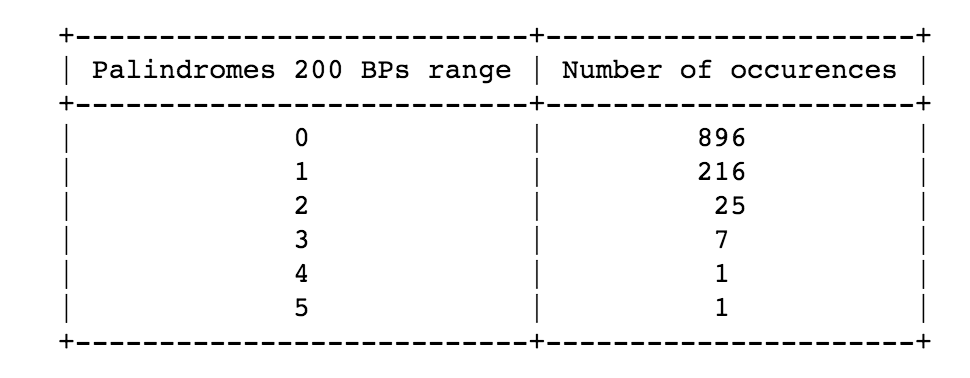 +---------------------------+----------------------+
| Palindromes 200 BPs range | Number of occurences |
+---------------------------+----------------------+
|             0             |         896          |
|             1             |         216          |
|             2             |          25          |
|             3             |          7           |
|             4             |          1           |
|             5             |          1           |
+---------------------------+----------------------+